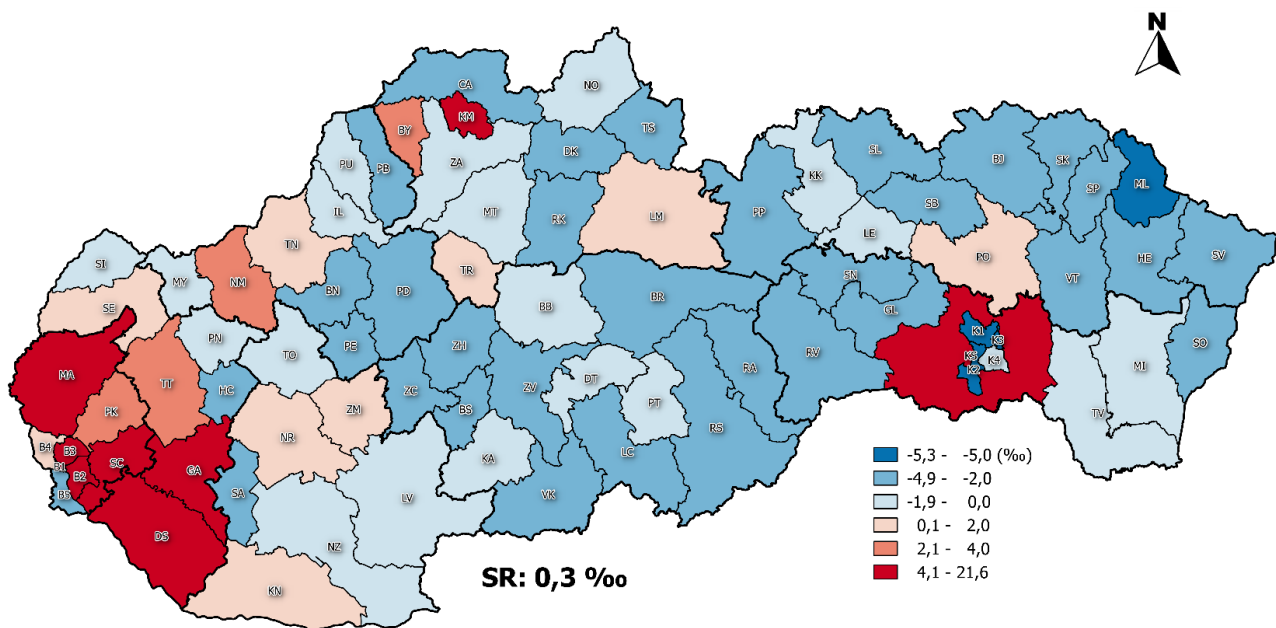 N
CA
NO
KM
BY
TS
PU
PB
ZA
DK
SL
BJ
SK
SP
KK
ML
IL
MT
RK
LM
PP
SB
LE
TN
PO
SI
MY
HE
SV
TR
SN
VT
NM
BN
PD
BB
BR
SE
GL
PN
TO
PE
ZH
RV
K1
K3
SO
MA
TT
HC
ZC
ZV
DT
RA
K5
K4
K2
MI
PK
ZM
BS
PT
TV
B4
NR
RS
B3
SC
GA
KA
LC
B1
B2
B5
SA
LV
VK
DS
NZ
KN
-5,3 - -5,0 (‰)
-4,9 - -2,0
-1,9 - 0,0
0,1 - 2,0
2,1 - 4,0
4,1 - 21,6
SR: 0,3 ‰